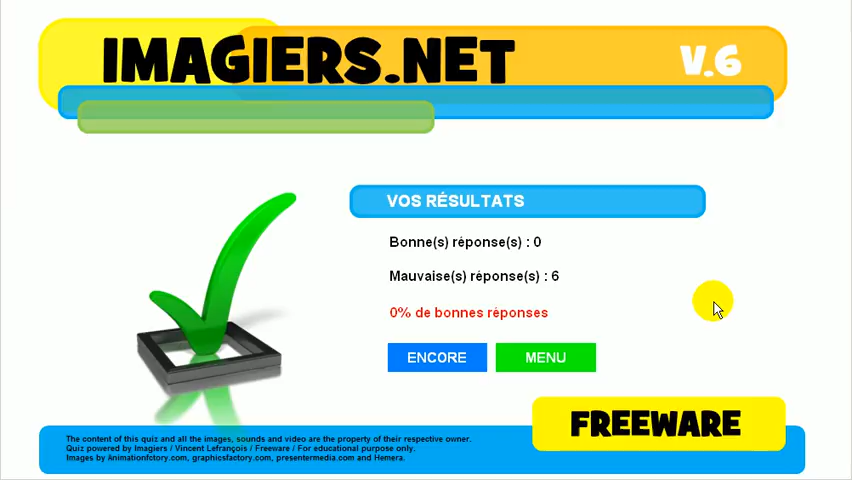 IMAGIERS.NET
V.6
VOS RÉSULTATS
Bonne(s) réponse(s) : 0
Mauvaise(s) réponse(s) : 6
0% de bonnes réponses
ENCORE
MENU
FREEWARE
The content of this quiz and all the images, sounds and video are the property of their respective owner.
Quiz powered by Imagiers / Vincent Lefrançois / Freeware / For educational purpose only.
Images by Animationfctory.com, graphicsfactory.com, presentermedia.com and Hemera.